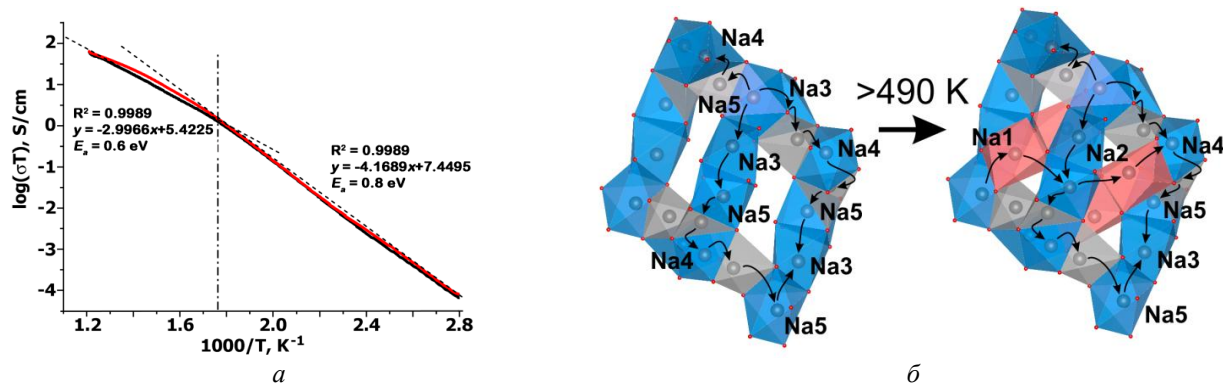 log(σT), S/cm
2
1
0
-1
-2
-3
-4
R² = 0.9989
y = -2.9966x+5.4225
Eₐ = 0.6 eV
R² = 0.9989
y = -4.1689x+7.4495
Eₐ = 0.8 eV
1.2 1.6 2.0 2.4 2.8
1000/T, K⁻¹
а
Na4
Na5
Na3
Na3
Na4
Na5
Na5
Na4
Na3
Na5
>490 K
Na1
Na2
Na4
Na5
Na3
Na5
б